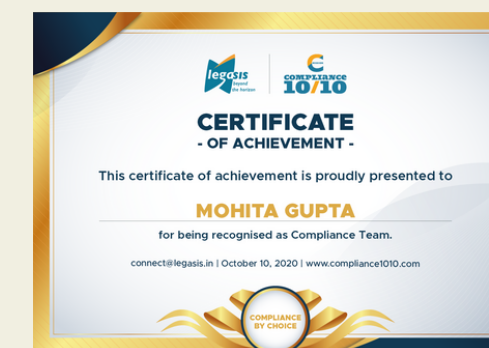 legasis
beyond
the horizon
COMPLIANCE
10/10
CERTIFICATE
- OF ACHIEVEMENT -
This certificate of achievement is proudly presented to
MOHITA GUPTA
for being recognised as Compliance Team.
connect@legasis.in | October 10, 2020 | www.compliance1010.com
COMPLIANCE
BY CHOICE